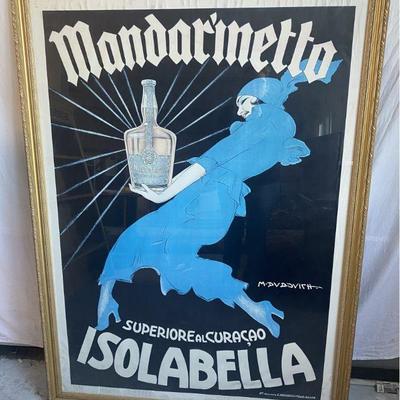 Mandarinetto
M. DUDOVICH
SUPERIORE AL CURAÇAO
ISOLABELLA